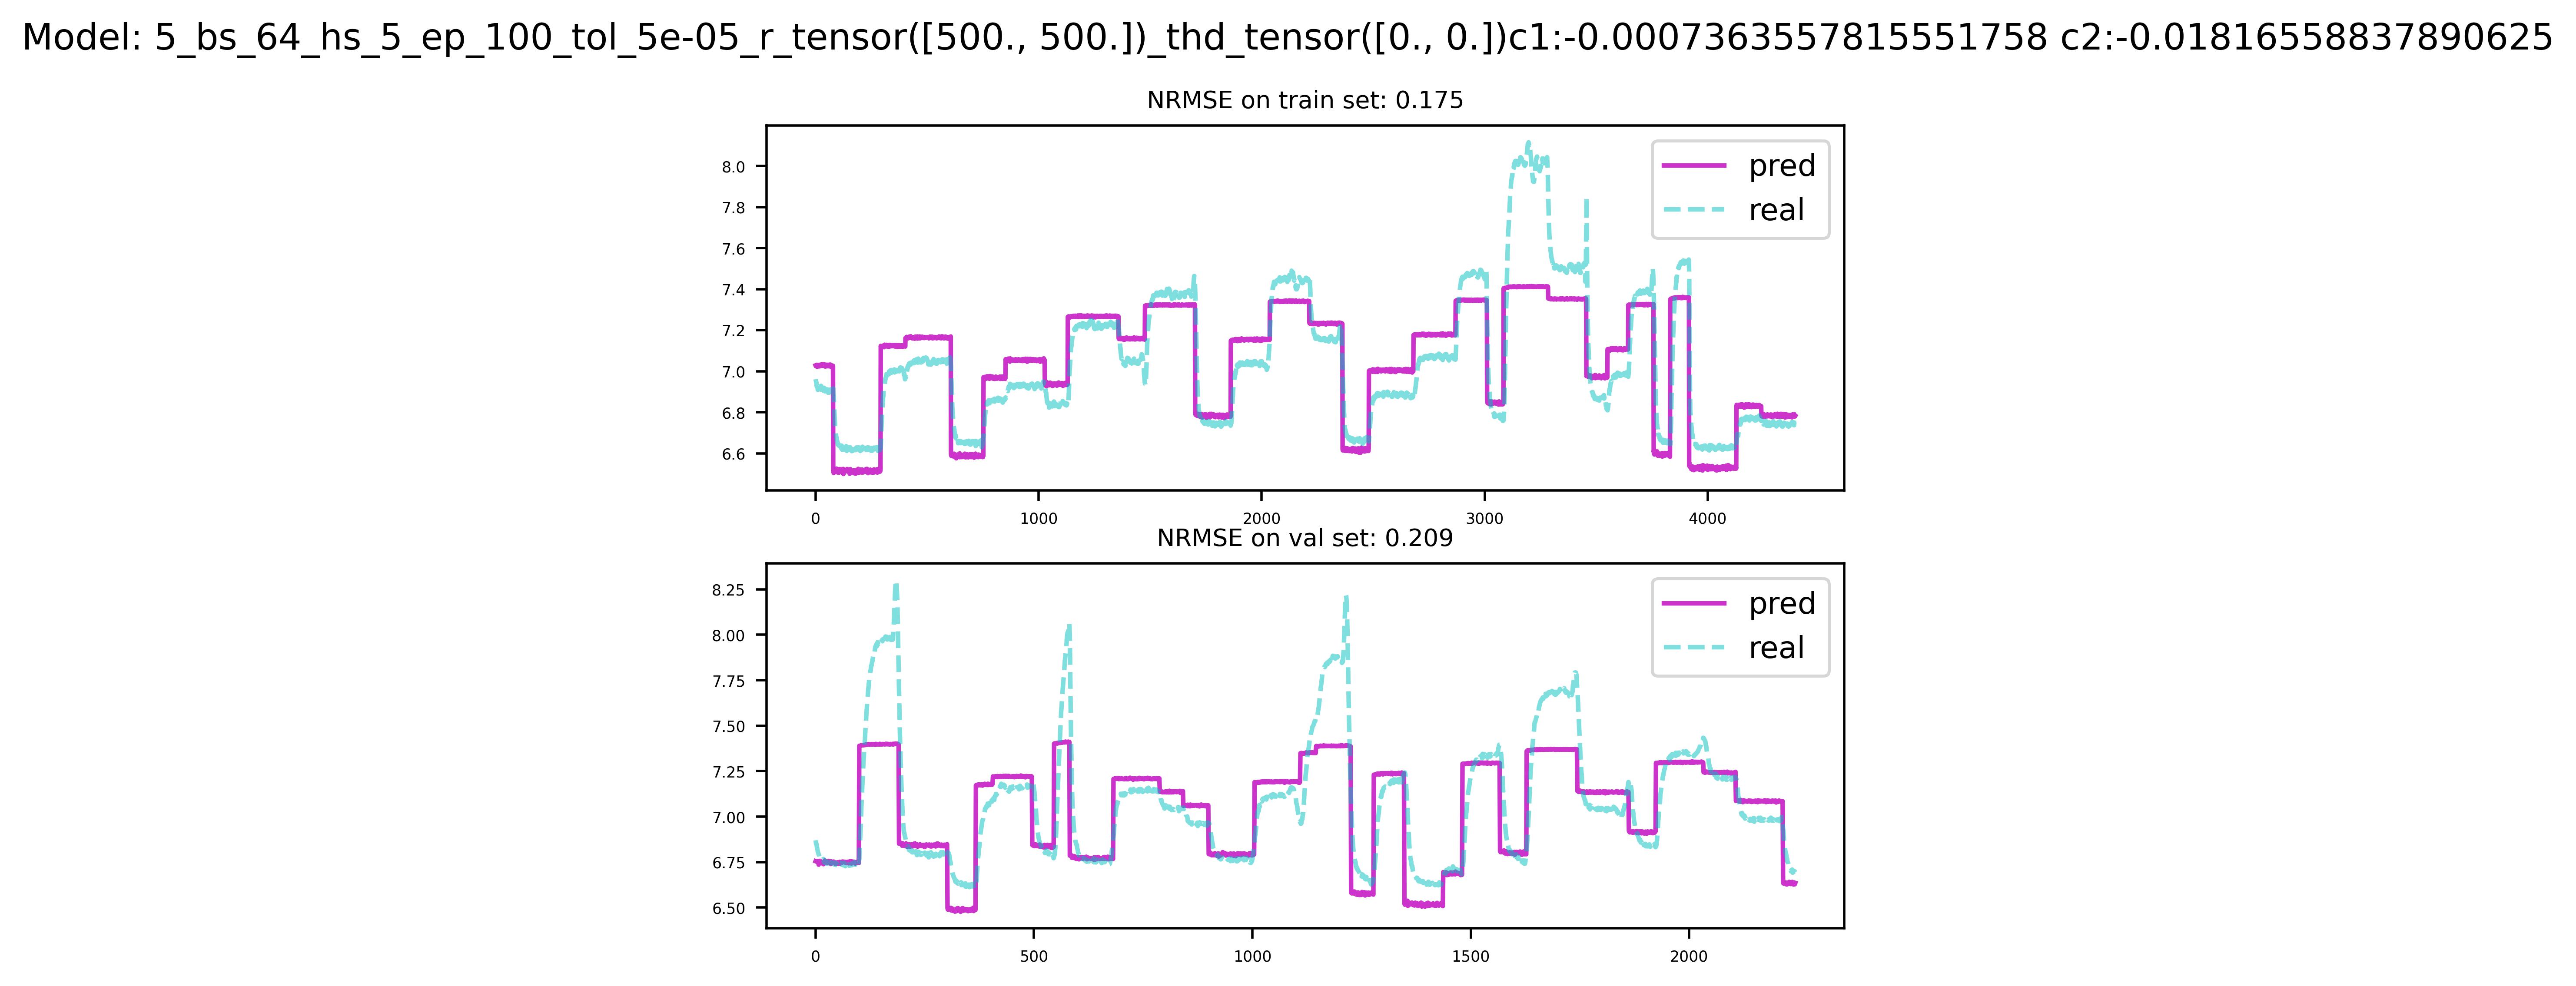 Model: 5_bs_64_hs_5_ep_100_tol_5e-05_r_tensor([500., 500.])_thd_tensor([0., 0.])c1:-0.0007363557815551758 c2:-0.01816558837890625
NRMSE on train set: 0.175
8.0
7.8
7.6
7.4
7.2
7.0
6.8
6.6
pred
real
0 1000 2000 3000 4000
NRMSE on val set: 0.209
8.25
8.00
7.75
7.50
7.25
7.00
6.75
6.50
pred
real
0 500 1000 1500 2000